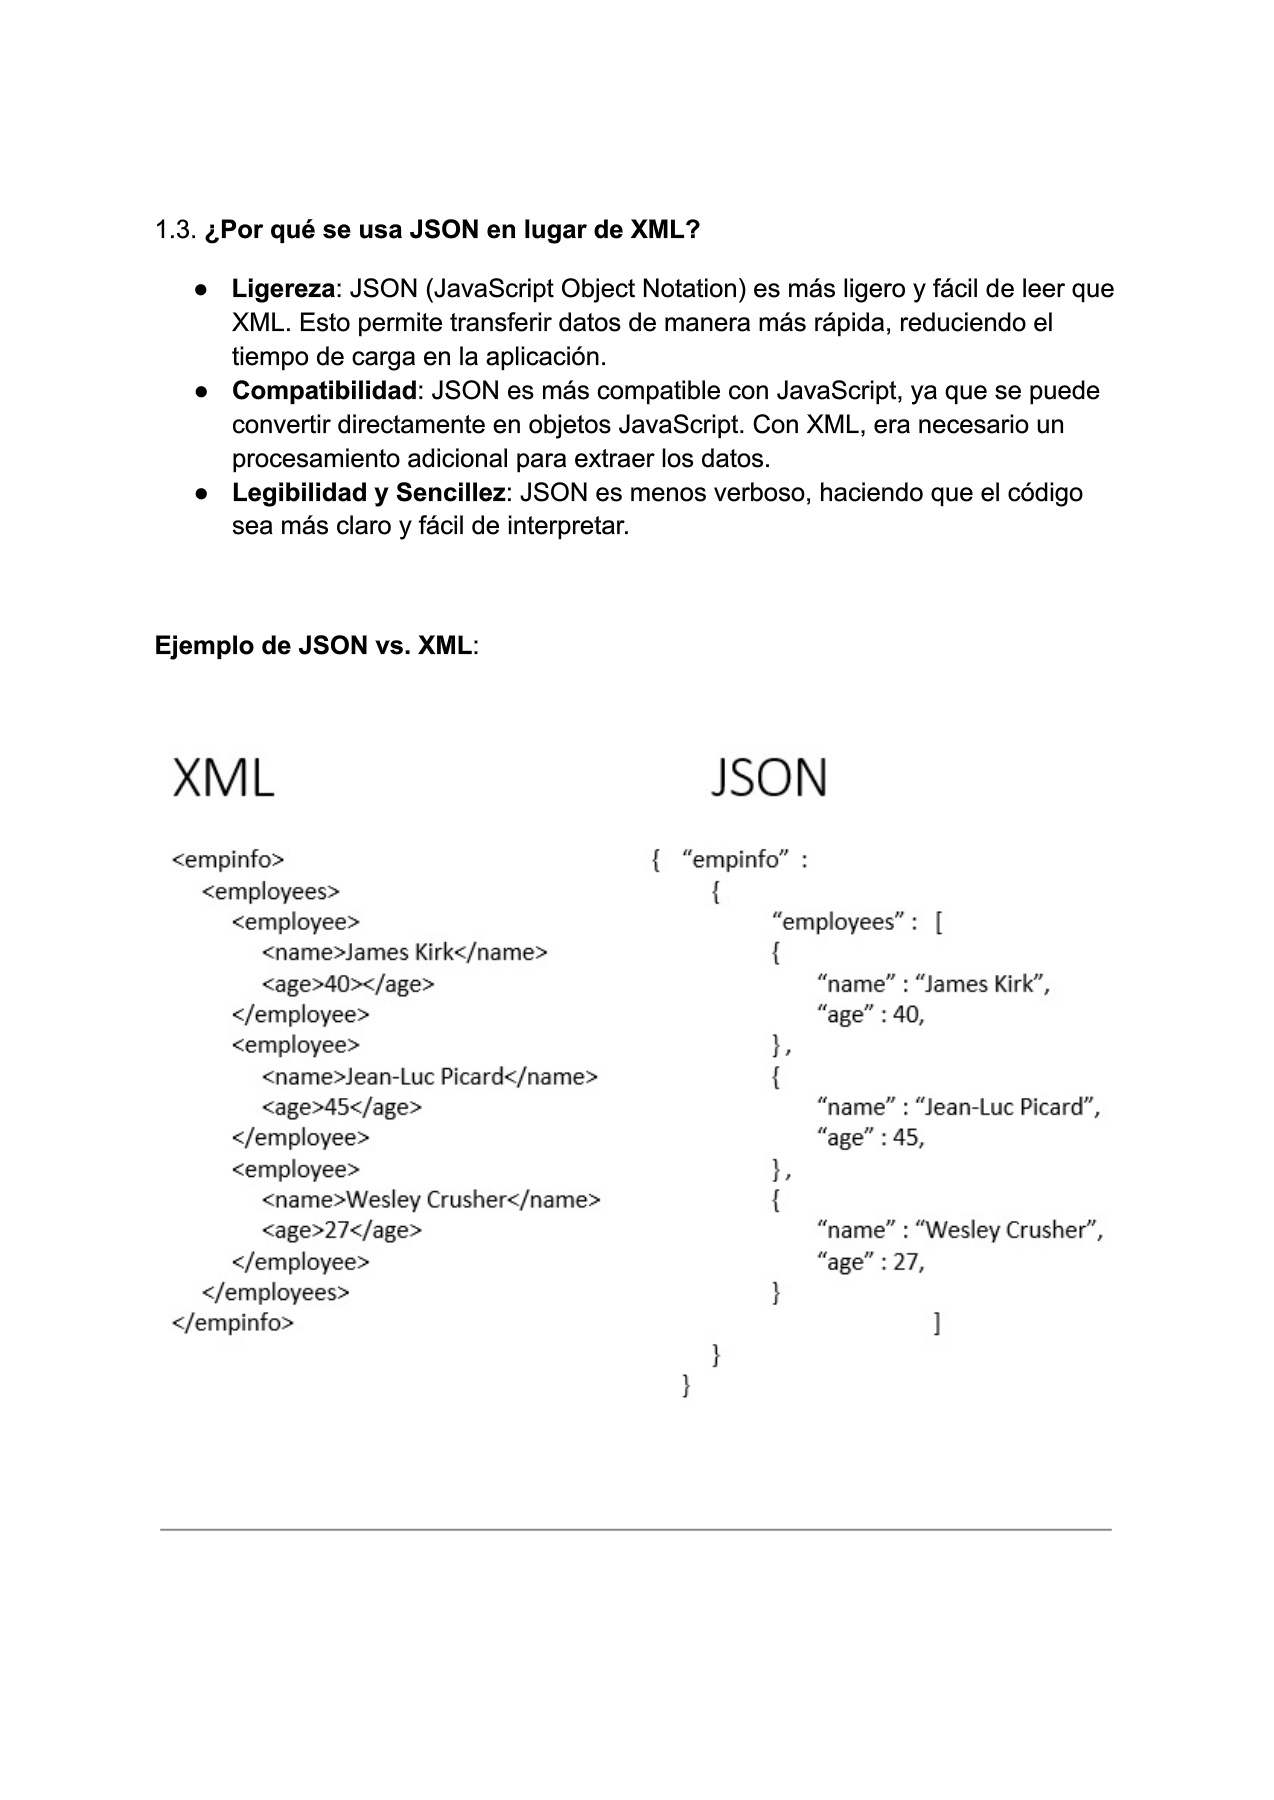 1.3. ¿Por qué se usa JSON en lugar de XML?
● Ligereza: JSON (JavaScript Object Notation) es más ligero y fácil de leer que
XML. Esto permite transferir datos de manera más rápida, reduciendo el
tiempo de carga en la aplicación.
● Compatibilidad: JSON es más compatible con JavaScript, ya que se puede
convertir directamente en objetos JavaScript. Con XML, era necesario un
procesamiento adicional para extraer los datos.
● Legibilidad y Sencillez: JSON es menos verboso, haciendo que el código
sea más claro y fácil de interpretar.
Ejemplo de JSON vs. XML:
XML
<empinfo>
<employees>
<employee>
<name>James Kirk</name>
<age>40></age>
</employee>
<employee>
<name>Jean-Luc Picard</name>
<age>45</age>
</employee>
<employee>
<name>Wesley Crusher</name>
<age>27</age>
</employee>
</employees>
</empinfo>
JSON
{ “empinfo” :
{
“employees” : [
{
“name” : “James Kirk”,
“age” : 40,
},
{
“name” : “Jean-Luc Picard”,
“age” : 45,
},
{
“name” : “Wesley Crusher”,
“age” : 27,
}
]
}
}